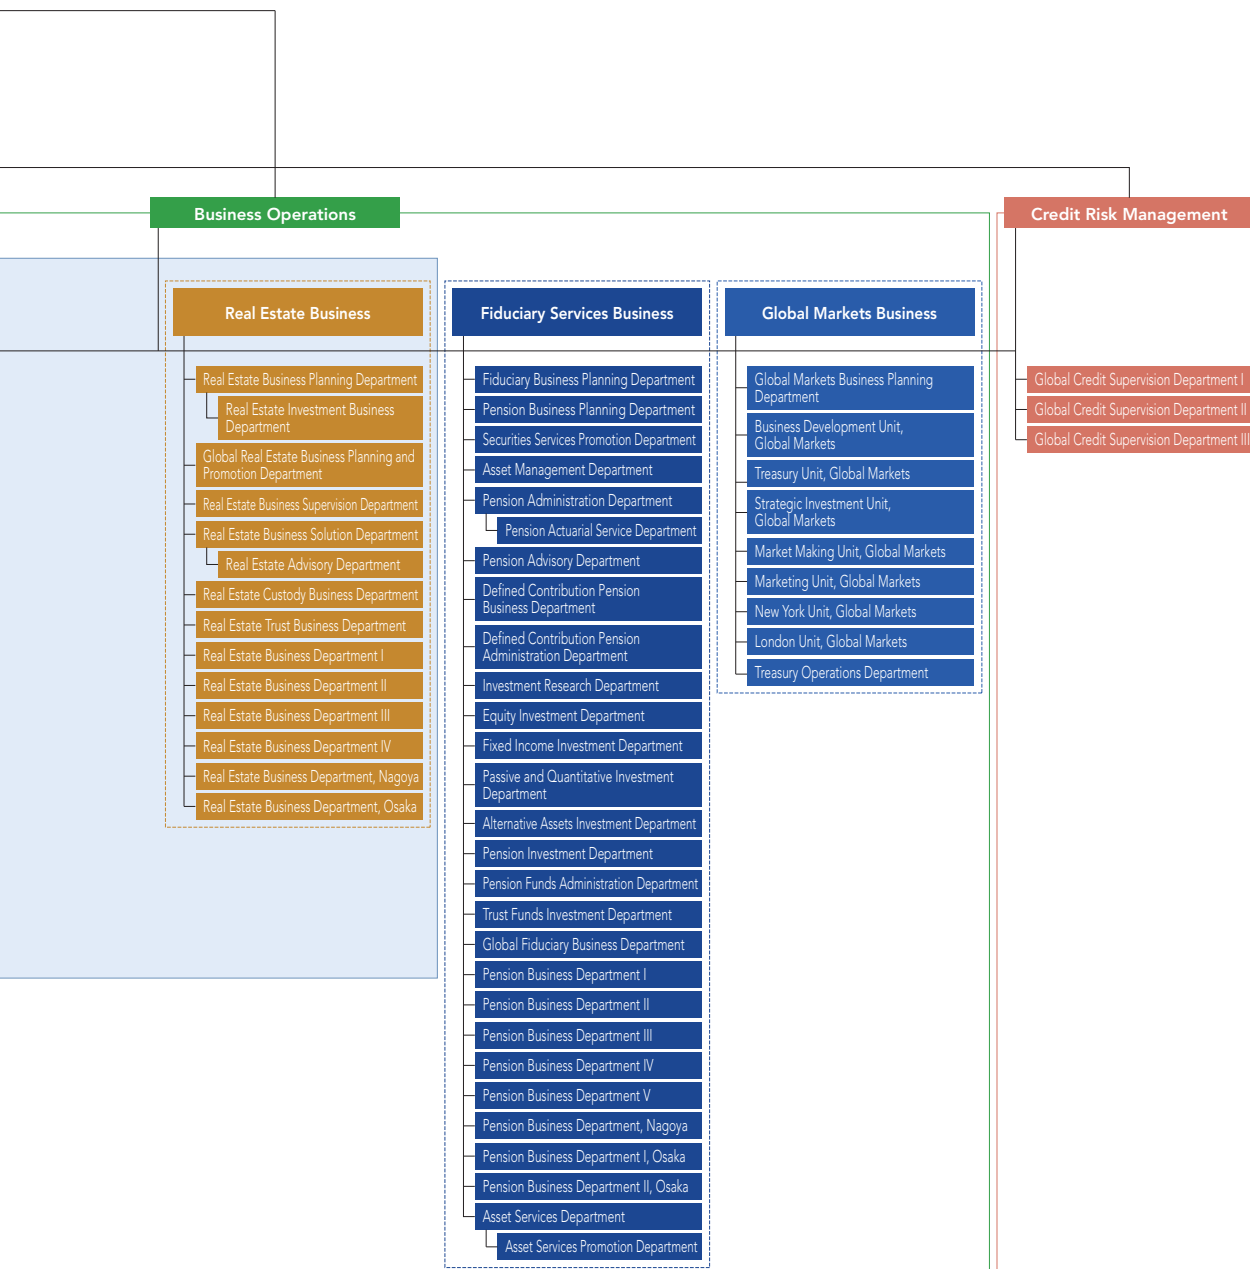 Business Operations
Credit Risk Management
Real Estate Business
Real Estate Business Planning Department
Real Estate Investment Business
Department
Global Real Estate Business Planning and
Promotion Department
Real Estate Business Supervision Department
Real Estate Business Solution Department
Real Estate Advisory Department
Real Estate Custody Business Department
Real Estate Trust Business Department
Real Estate Business Department I
Real Estate Business Department II
Real Estate Business Department III
Real Estate Business Department IV
Real Estate Business Department, Nagoya
Real Estate Business Department, Osaka
Fiduciary Services Business
Fiduciary Business Planning Department
Pension Business Planning Department
Securities Services Promotion Department
Asset Management Department
Pension Administration Department
Pension Actuarial Service Department
Pension Advisory Department
Defined Contribution Pension
Business Department
Defined Contribution Pension
Administration Department
Investment Research Department
Equity Investment Department
Fixed Income Investment Department
Passive and Quantitative Investment
Department
Alternative Assets Investment Department
Pension Investment Department
Pension Funds Administration Department
Trust Funds Investment Department
Global Fiduciary Business Department
Pension Business Department I
Pension Business Department II
Pension Business Department III
Pension Business Department IV
Pension Business Department V
Pension Business Department, Nagoya
Pension Business Department I, Osaka
Pension Business Department II, Osaka
Asset Services Department
Asset Services Promotion Department
Global Markets Business
Global Markets Business Planning
Department
Business Development Unit,
Global Markets
Treasury Unit, Global Markets
Strategic Investment Unit,
Global Markets
Market Making Unit, Global Markets
Marketing Unit, Global Markets
New York Unit, Global Markets
London Unit, Global Markets
Treasury Operations Department
Global Credit Supervision Department I
Global Credit Supervision Department II
Global Credit Supervision Department III